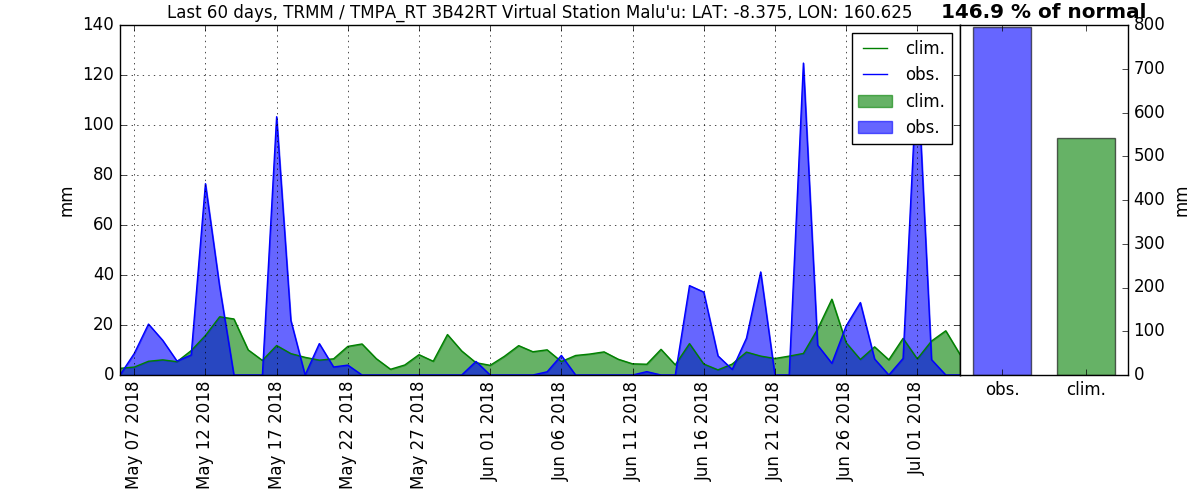 Last 60 days, TRMM / TMPA_RT 3B42RT Virtual Station Malu'u: LAT: -8.375, LON: 160.625
146.9 % of normal
140
120
100
80
60
40
20
0
mm
clim.
obs.
clim.
obs.
800
700
600
500
400
300
200
100
0
mm
obs.
clim.
May 07 2018
May 12 2018
May 17 2018
May 22 2018
May 27 2018
Jun 01 2018
Jun 06 2018
Jun 11 2018
Jun 16 2018
Jun 21 2018
Jun 26 2018
Jul 01 2018